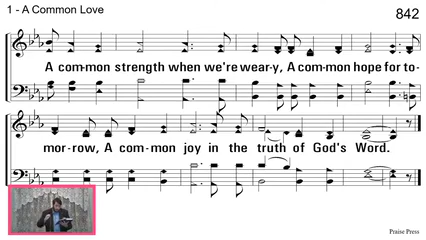 1 - A Common Love
842
A com-mon strength when we're wear-y, A com-mon hope for to-
mor-row, A com-mon joy in the truth of God's Word.
Praise Press